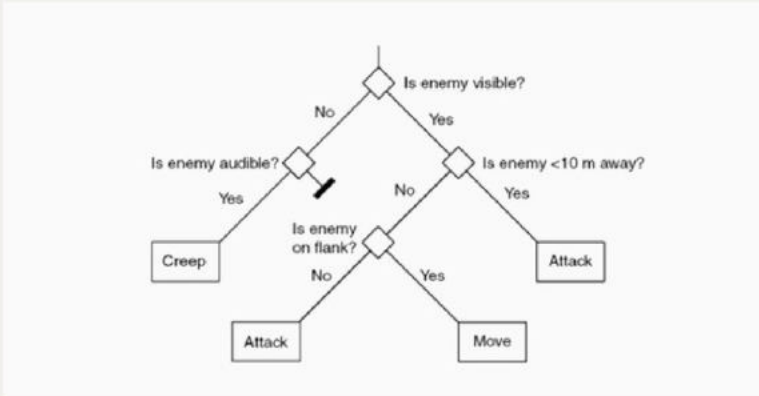 Is enemy visible?
No
Yes
Is enemy audible?
Is enemy <10 m away?
Yes
No
Yes
Is enemy
on flank?
Creep
Attack
No
Yes
Attack
Move